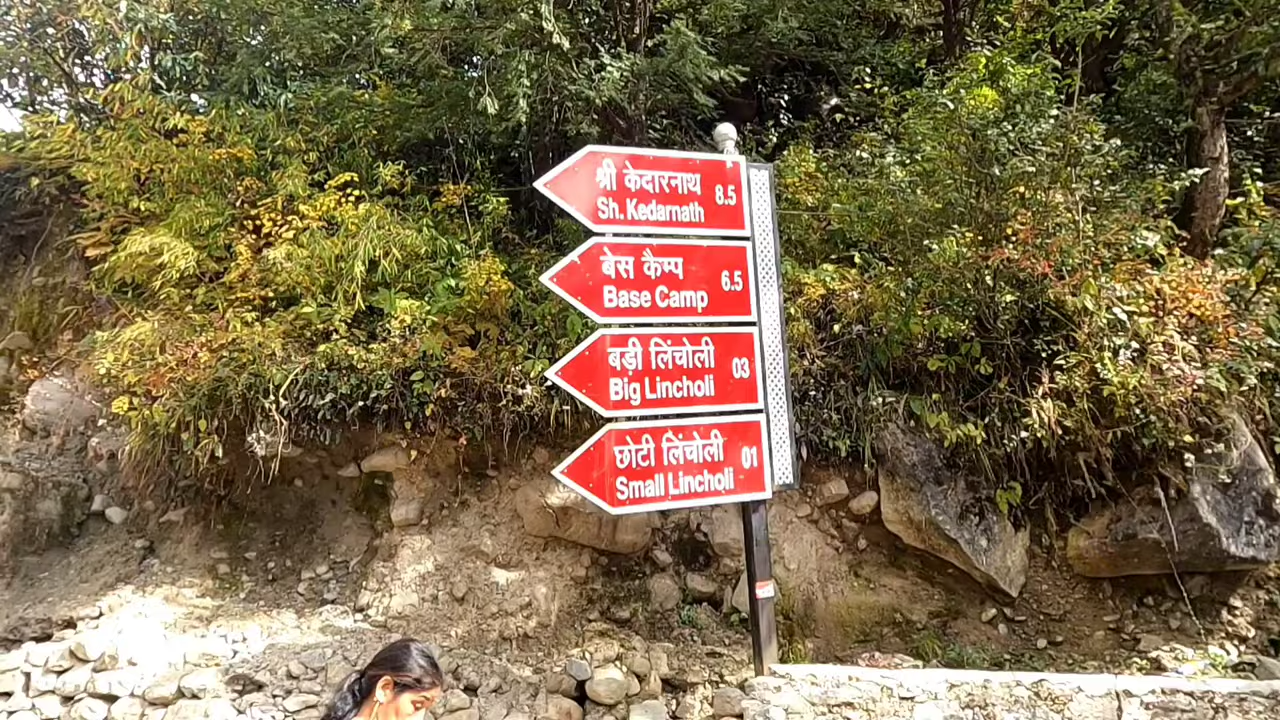 श्री केदारनाथ 8.5
Sh. Kedarnath
बेस कैम्प 6.5
Base Camp
बड़ी लिंचोली 03
Big Lincholi
छोटी लिंचोली 01
Small Lincholi